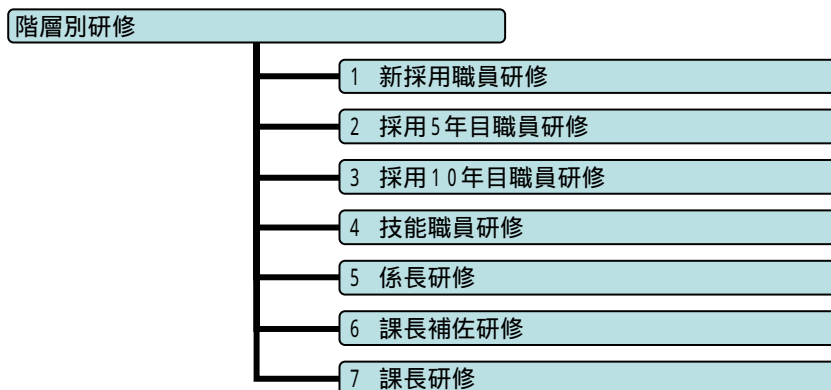 階層別研修
1 新採用職員研修
2 採用5年目職員研修
3 採用10年目職員研修
4 技能職員研修
5 係長研修
6 課長補佐研修
7 課長研修